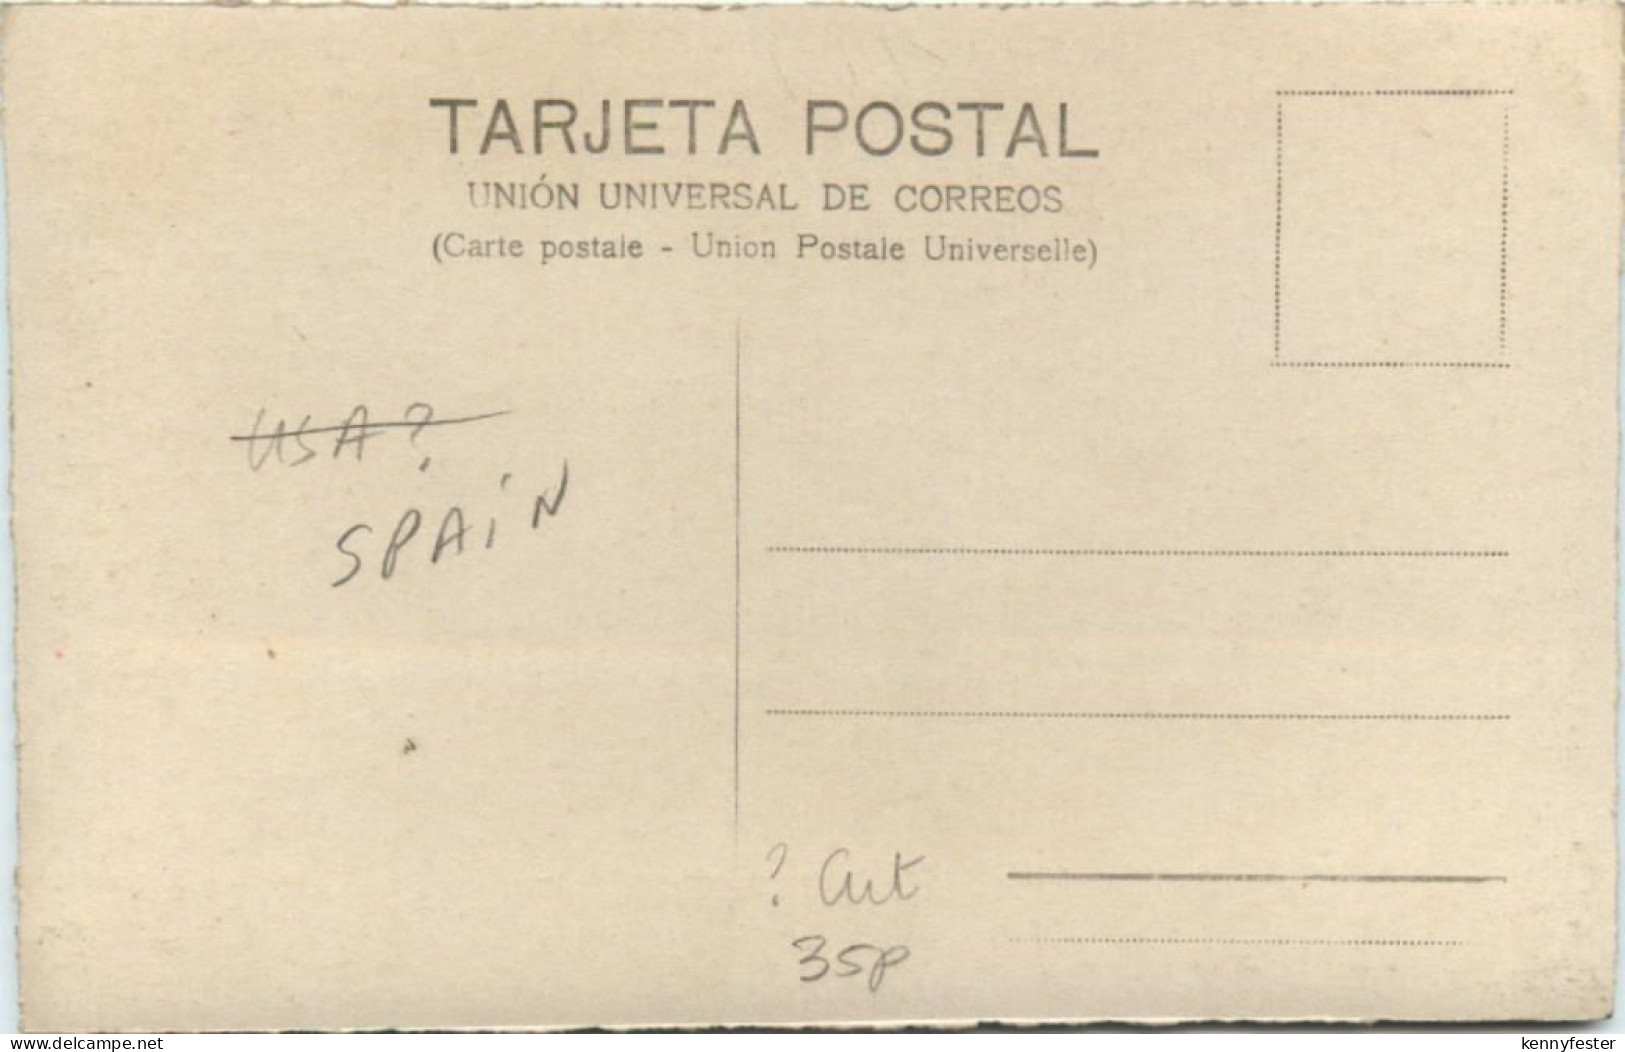 TARJETA POSTAL
UNIÓN UNIVERSAL DE CORREOS
(Carte postale - Union Postale Universelle)
USA?
SPAIN
? Cut
35p
www.delcampe.net
kennyfester